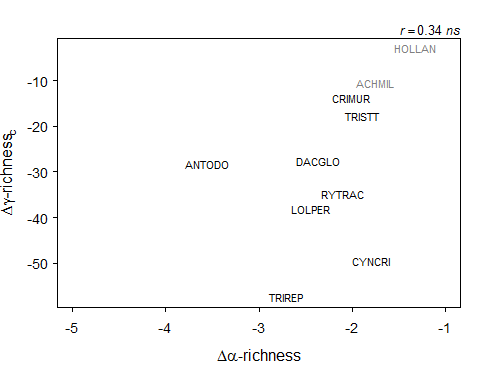 r = 0.34 ns
HOLLAN
-10
ACHMIL
CRIMUR
TRISTT
-20
DACGLO
ANTODO
-30
RYTRAC
LOLPER
-40
CYNCRI
-50
TRIREP
Δγ-richness_c
-5 -4 -3 -2 -1
Δα-richness